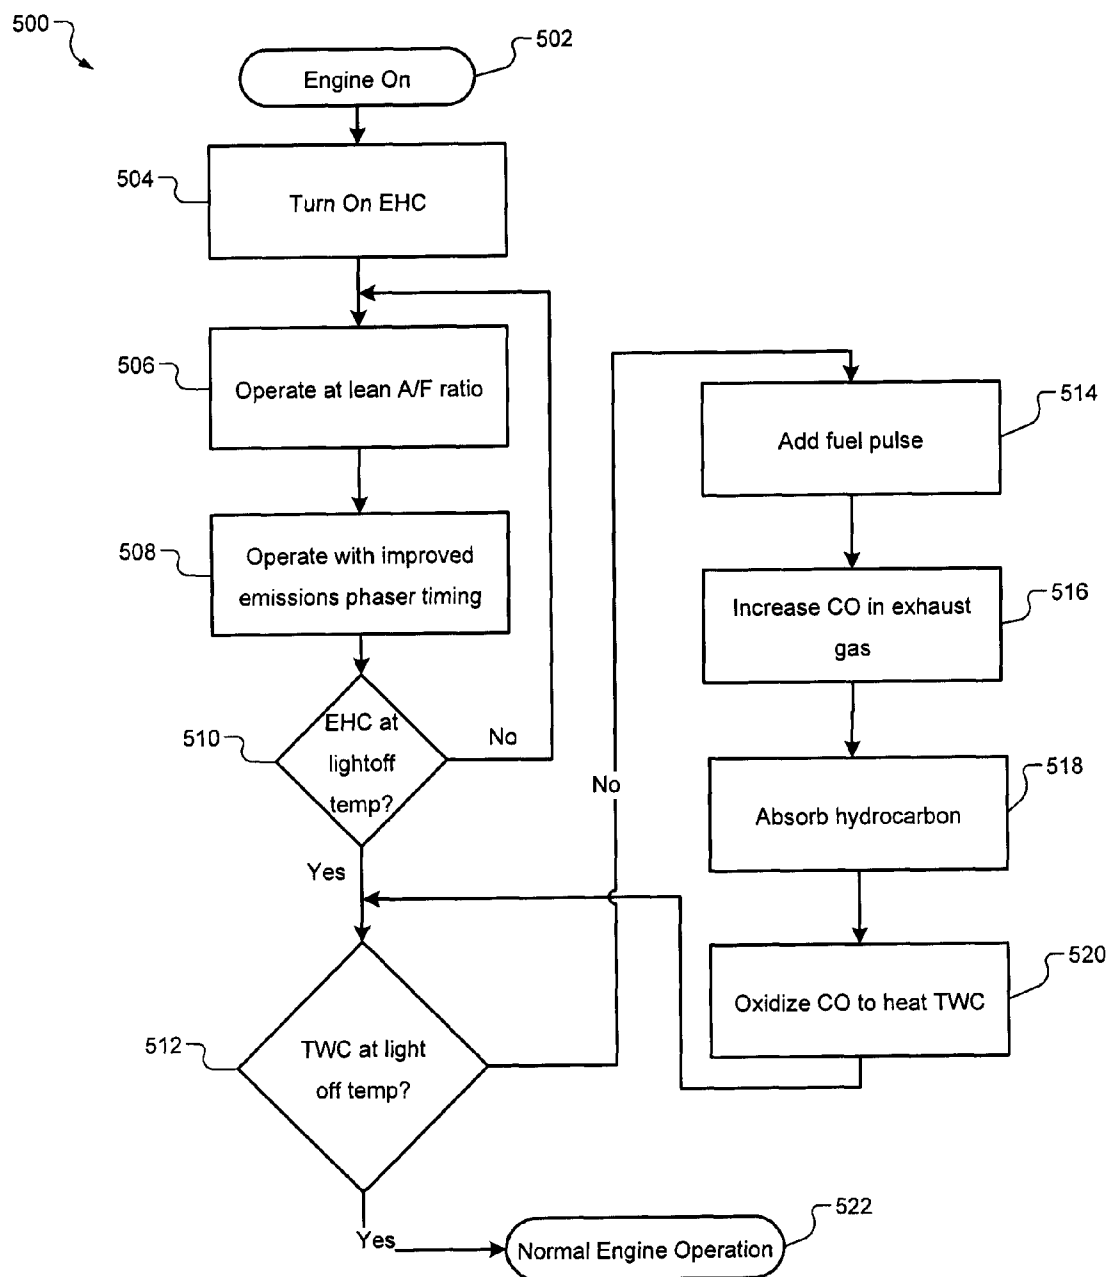 500
502
Engine On
504
Turn On EHC
506
Operate at lean A/F ratio
508
Operate with improved
emissions phaser timing
510
EHC at
lightoff
temp?
No
Yes
512
TWC at light
off temp?
No
Yes
514
Add fuel pulse
516
Increase CO in exhaust
gas
518
Absorb hydrocarbon
520
Oxidize CO to heat TWC
522
Normal Engine Operation